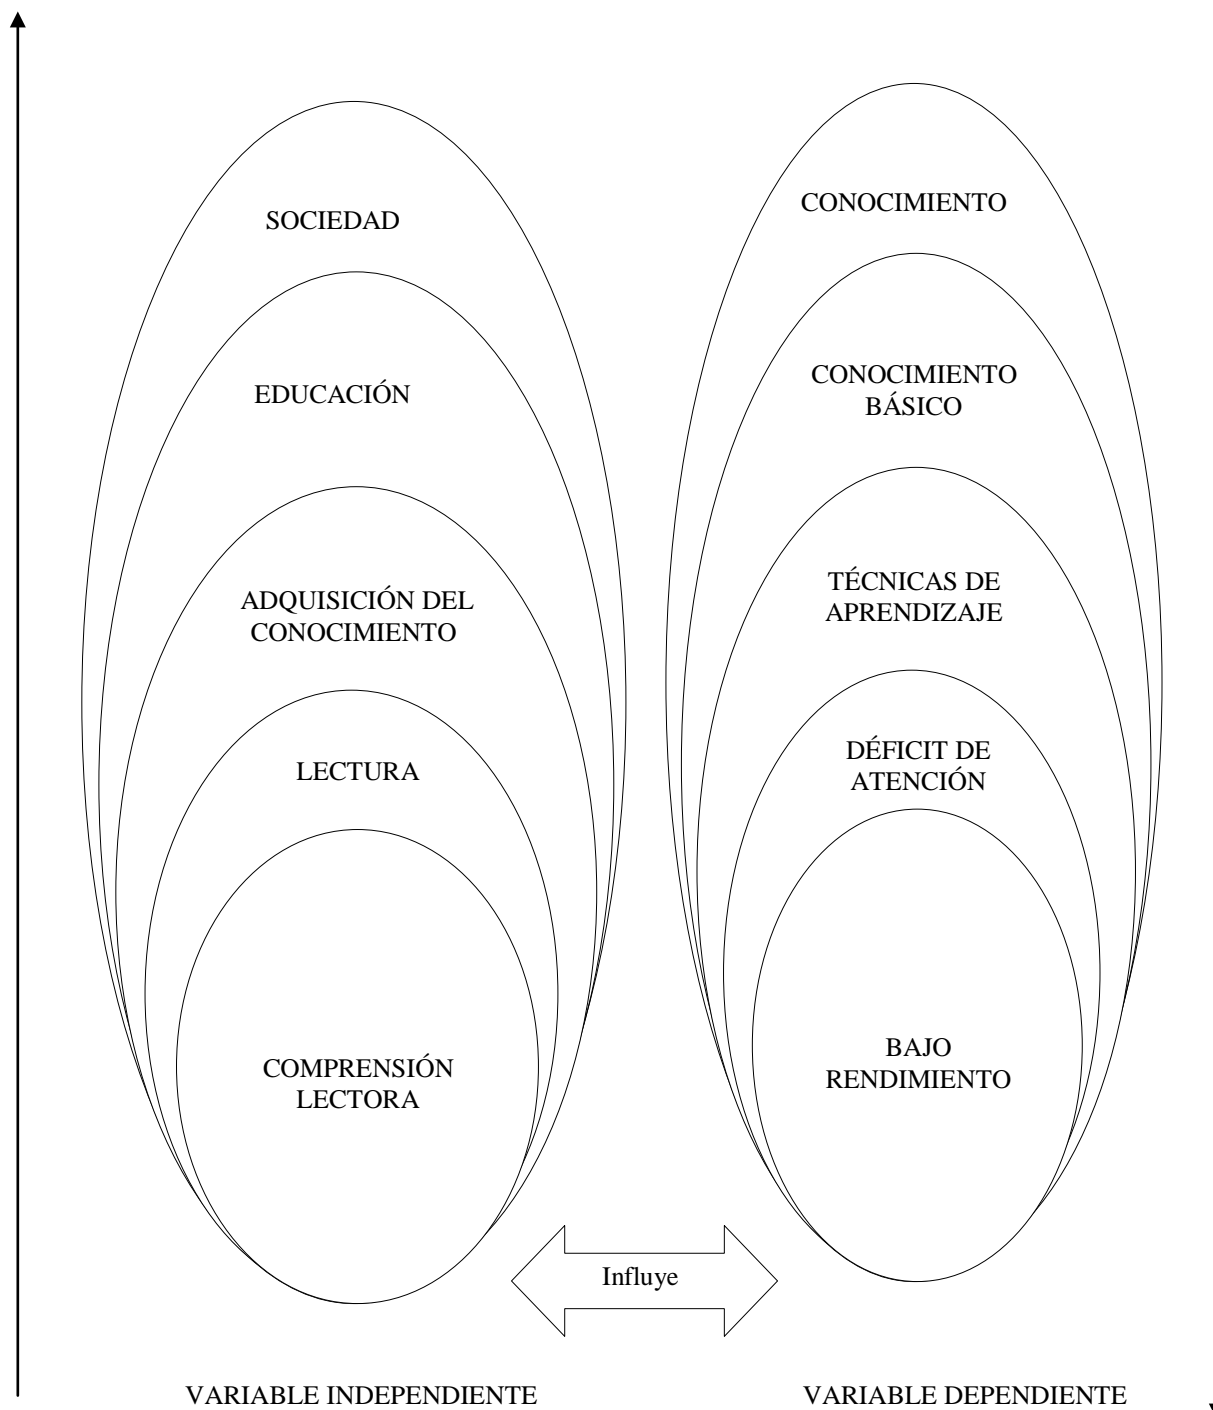 SOCIEDAD
EDUCACIÓN
ADQUISICIÓN DEL
CONOCIMIENTO
LECTURA
COMPRENSIÓN
LECTORA
CONOCIMIENTO
CONOCIMIENTO
BÁSICO
TÉCNICAS DE
APRENDIZAJE
DÉFICIT DE
ATENCIÓN
BAJO
RENDIMIENTO
Influye
VARIABLE INDEPENDIENTE
VARIABLE DEPENDIENTE